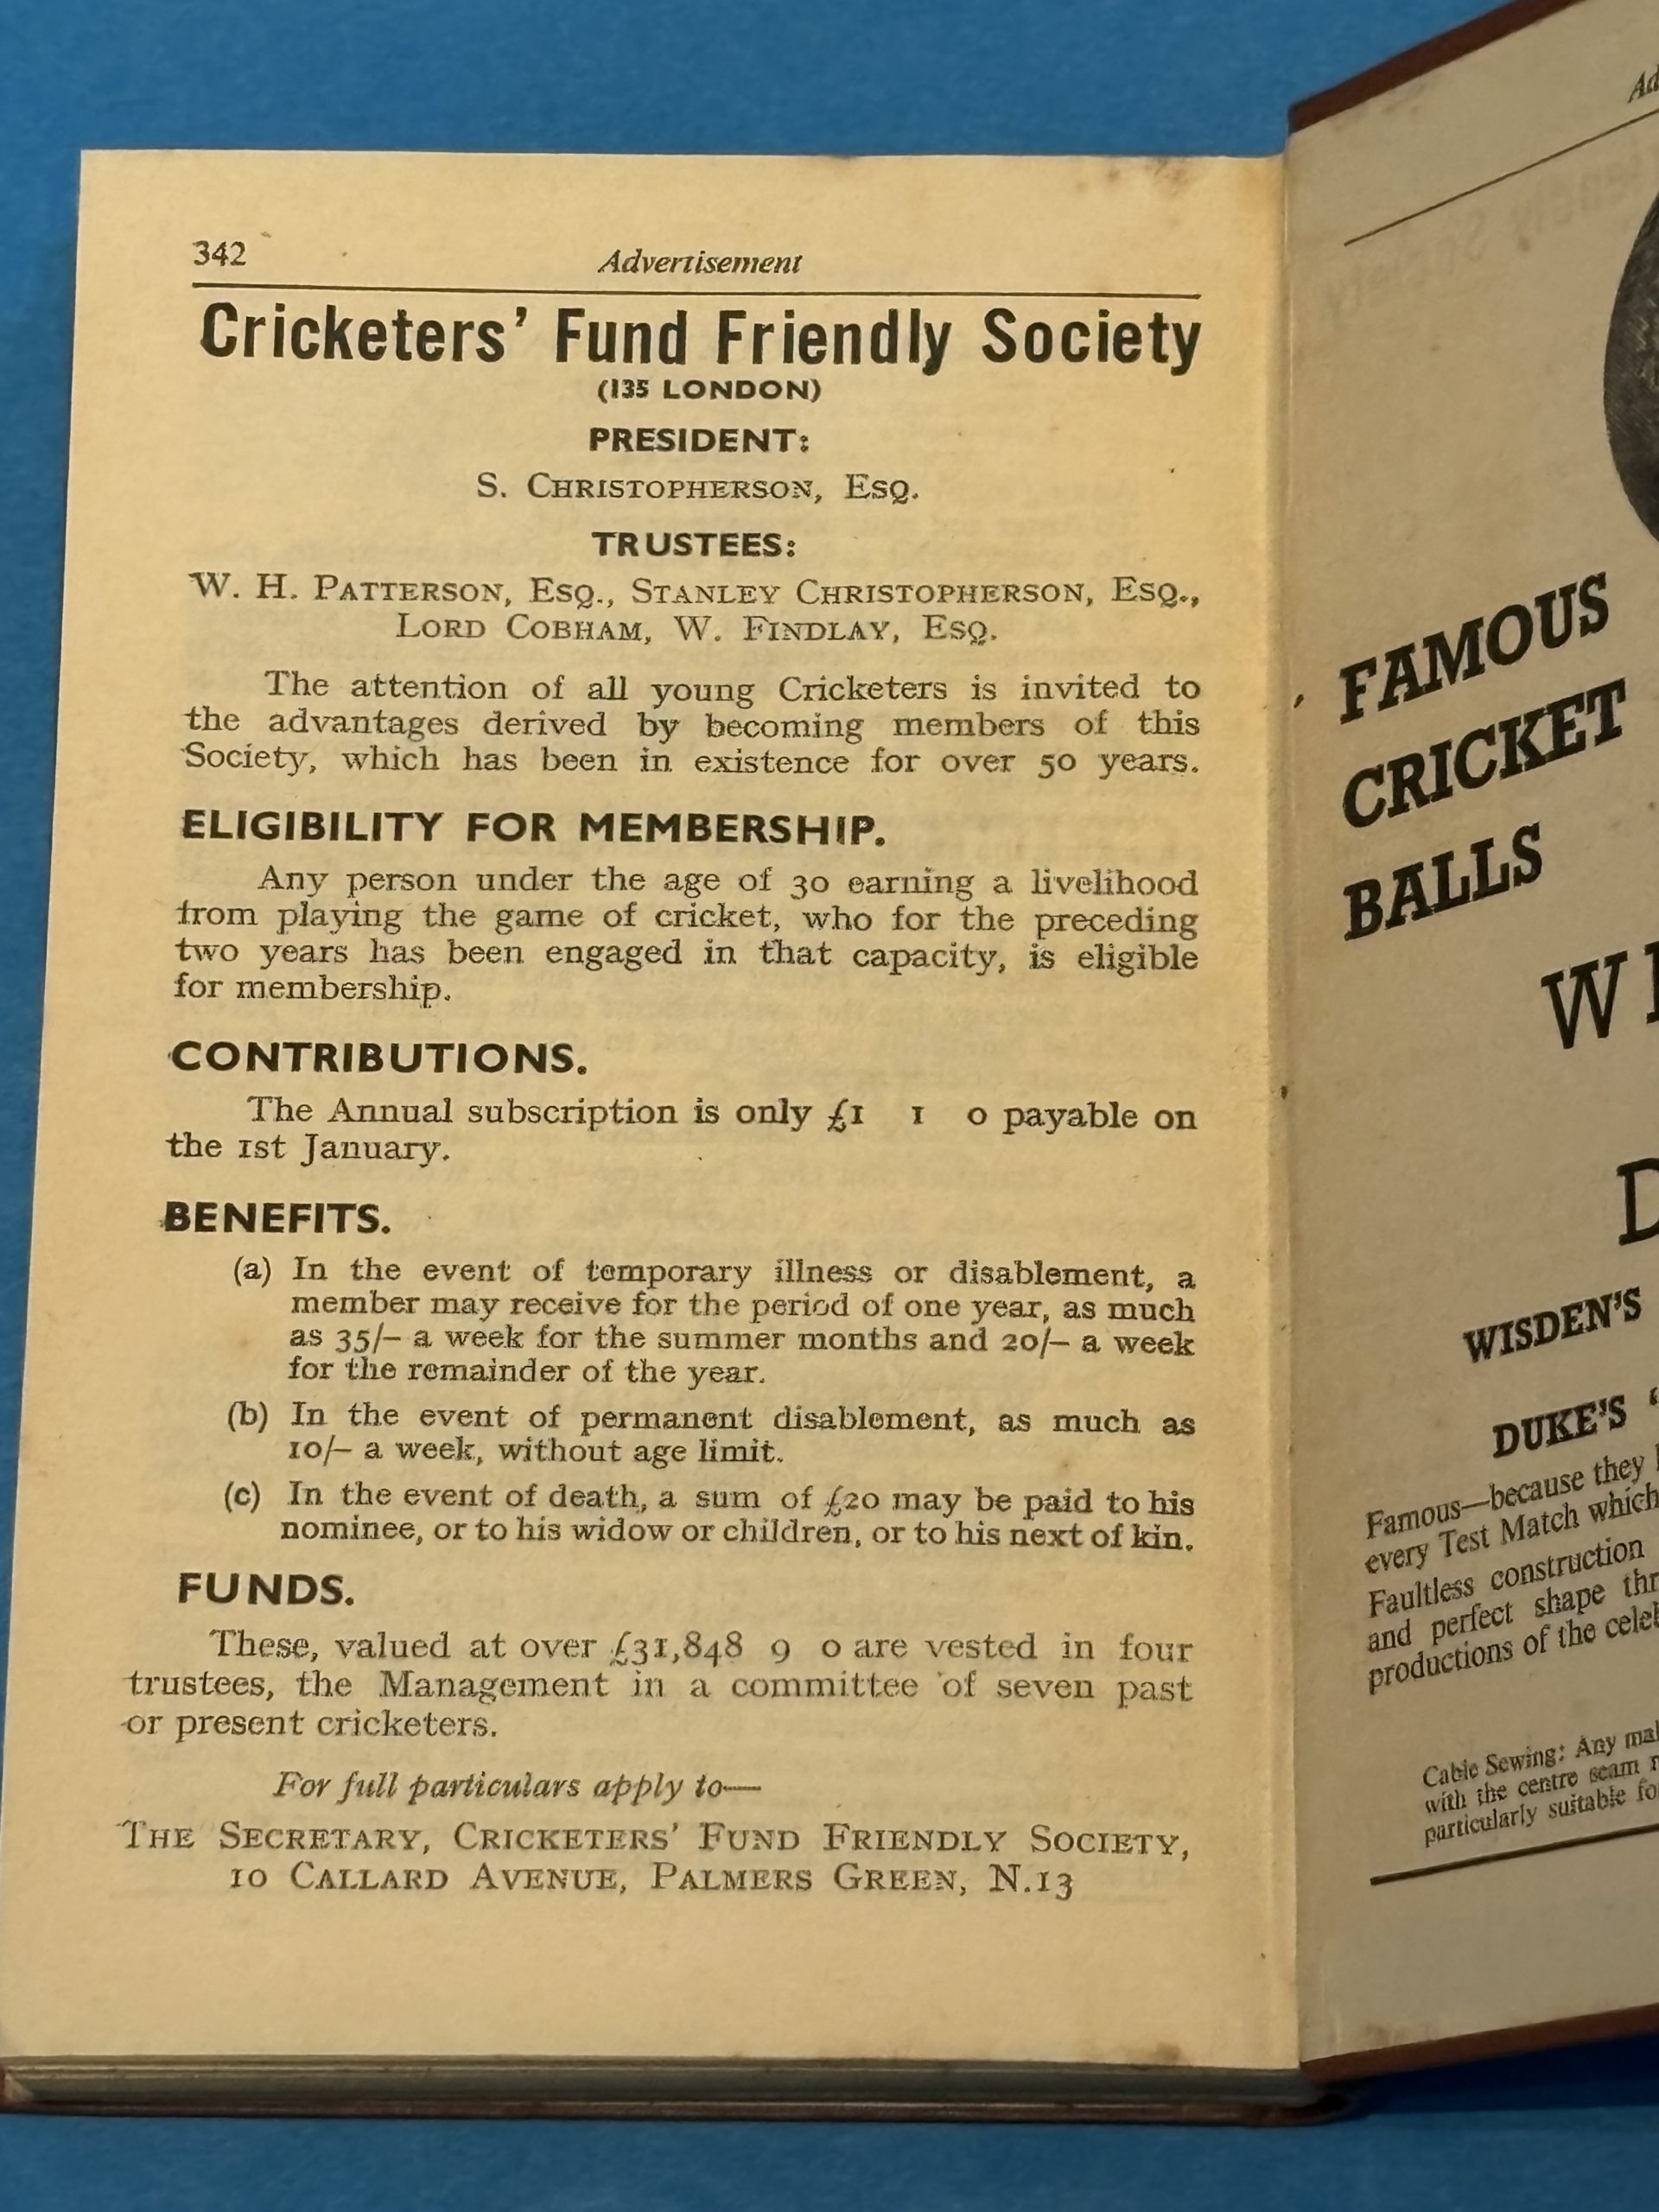 342
Advertisement
Cricketers' Fund Friendly Society
(135 LONDON)
PRESIDENT:
S. CHRISTOPHERSON, ESQ.
TRUSTEES:
W. H. PATTERSON, ESQ., STANLEY CHRISTOPHERSON, ESQ.,
LORD COBHAM, W. FINDLAY, ESQ.
The attention of all young Cricketers is invited to
the advantages derived by becoming members of this
Society, which has been in existence for over 50 years.
ELIGIBILITY FOR MEMBERSHIP.
Any person under the age of 30 earning a livelihood
from playing the game of cricket, who for the preceding
two years has been engaged in that capacity, is eligible
for membership.
CONTRIBUTIONS.
The Annual subscription is only £1 1 0 payable on
the 1st January.
BENEFITS.
(a) In the event of temporary illness or disablement, a
member may receive for the period of one year, as much
as 35/– a week for the summer months and 20/– a week
for the remainder of the year.
(b) In the event of permanent disablement, as much as
10/– a week, without age limit.
(c) In the event of death, a sum of £20 may be paid to his
nominee, or to his widow or children, or to his next of kin.
FUNDS.
These, valued at over £31,848 9 0 are vested in four
trustees, the Management in a committee of seven past
or present cricketers.
For full particulars apply to—
THE SECRETARY, CRICKETERS' FUND FRIENDLY SOCIETY,
10 CALLARD AVENUE, PALMERS GREEN, N.13
FAMOUS
CRICKET
BALLS
WISDEN'S
DUKE'S
Famous—because they
every Test Match which
Faultless construction
and perfect shape
productions of the
Cable Sewing: Any
with the centre seam
particularly suitable